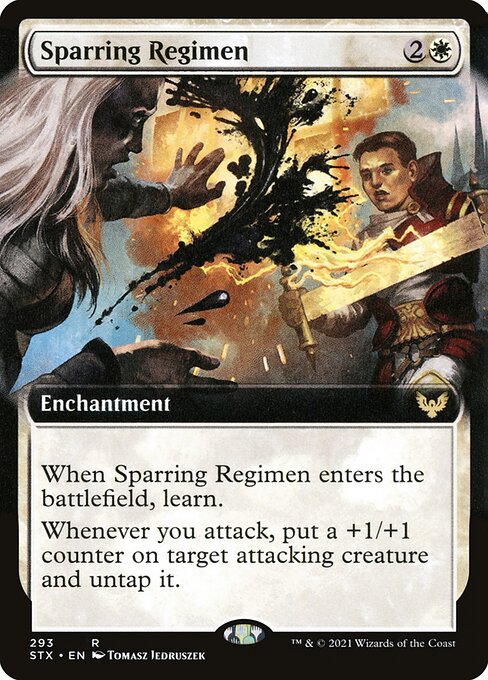 Sparring Regimen 2
Enchantment
When Sparring Regimen enters the
battlefield, learn.
Whenever you attack, put a +1/+1
counter on target attacking creature
and untap it.
293 R
STX • EN Tomasz Jedruszek
™ & © 2021 Wizards of the Coast